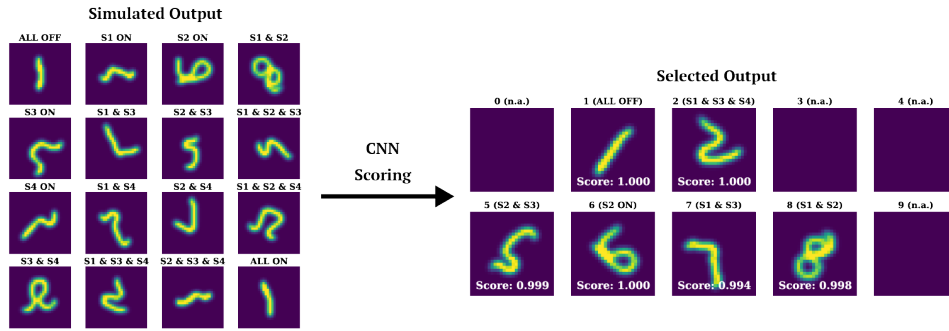 Simulated Output
ALL OFF S1 ON S2 ON S1 & S2
S3 ON S1 & S3 S2 & S3 S1 & S2 & S3
S4 ON S1 & S4 S2 & S4 S1 & S2 & S4
S3 & S4 S1 & S3 & S4 S2 & S3 & S4 ALL ON
CNN
Scoring
Selected Output
0 (n.a.) 1 (ALL OFF) 2 (S1 & S3 & S4) 3 (n.a.) 4 (n.a.)
Score: 1.000 Score: 1.000
5 (S2 & S3) 6 (S2 ON) 7 (S1 & S3) 8 (S1 & S2) 9 (n.a.)
Score: 0.999 Score: 1.000 Score: 0.994 Score: 0.998